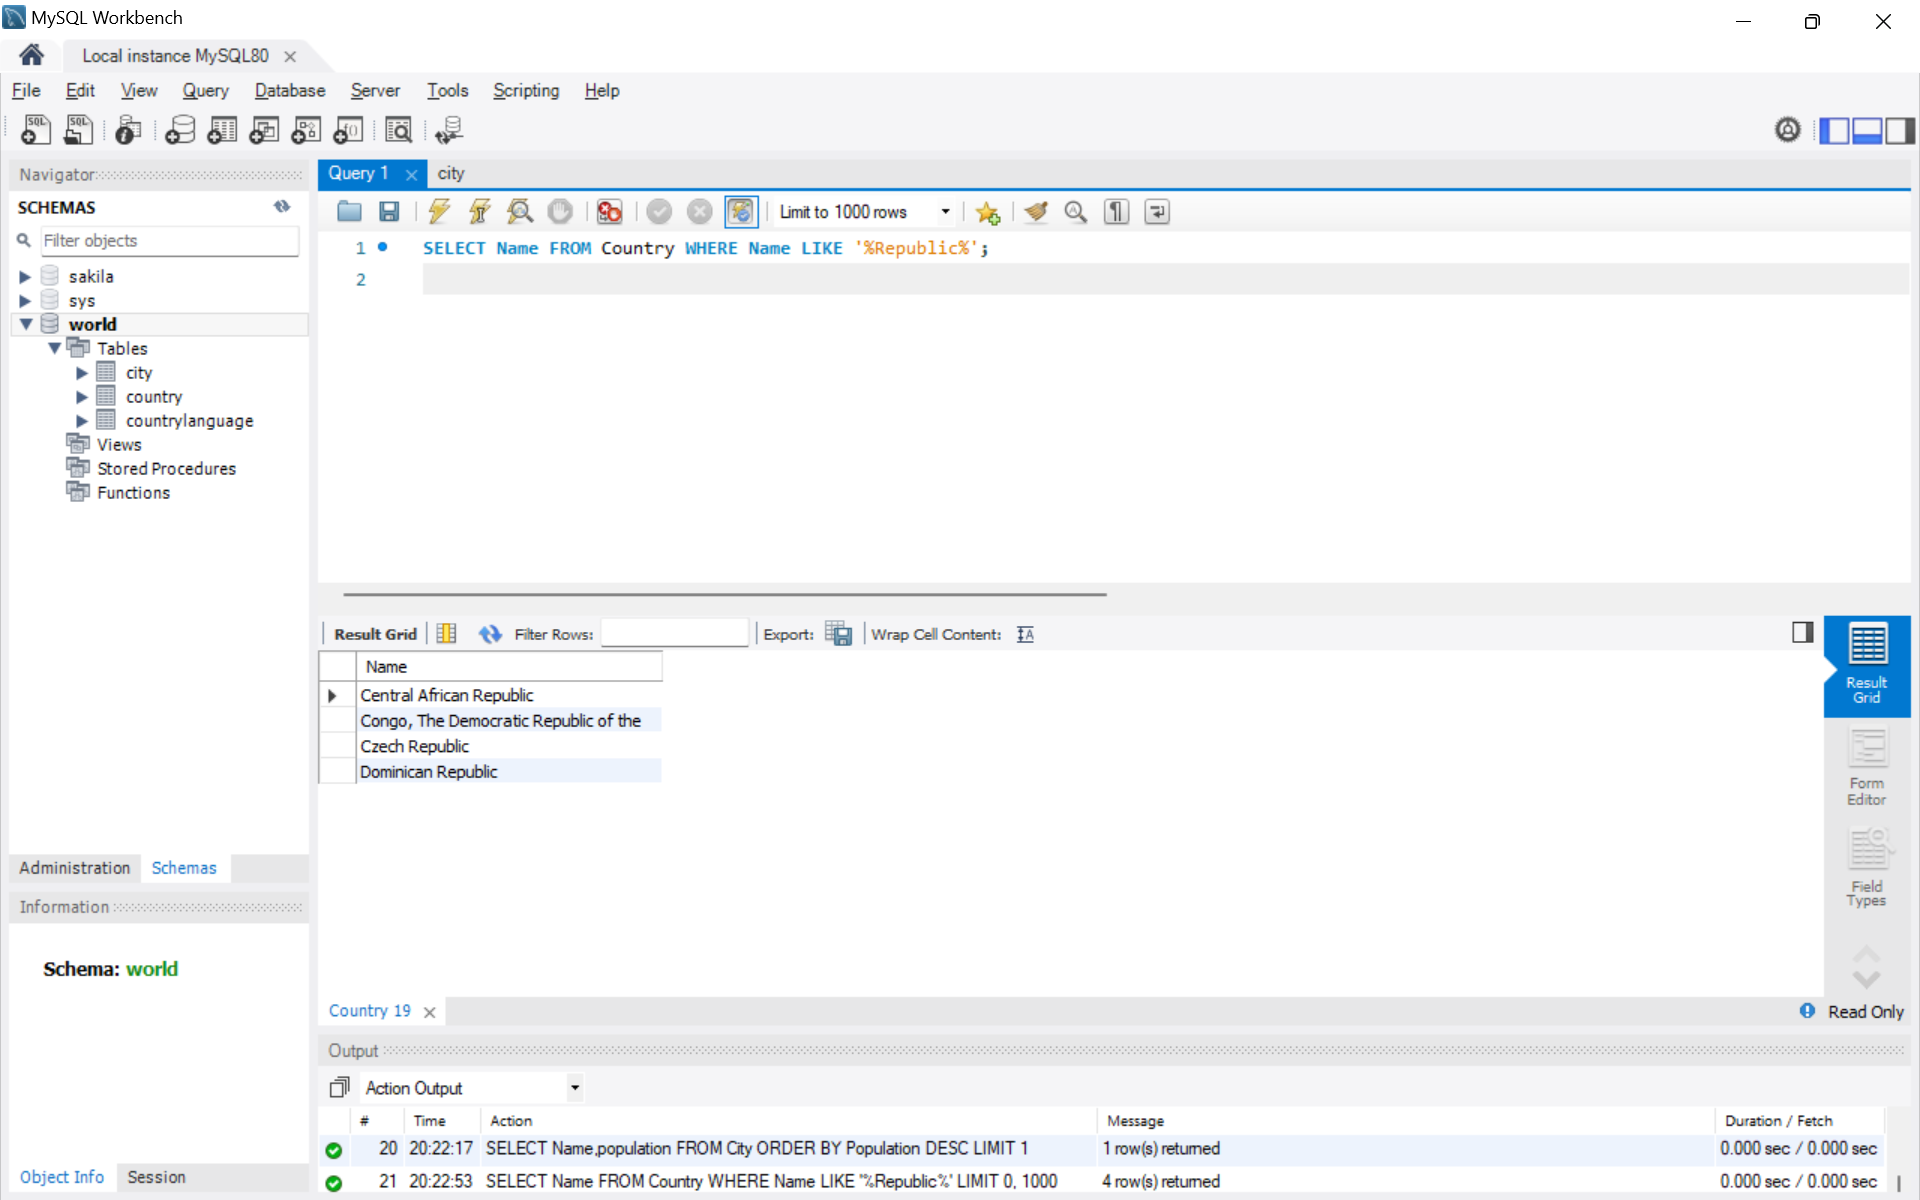 MySQL Workbench
Local instance MySQL80
File Edit View Query Database Server Tools Scripting Help
SQL SQL
Navigator
SCHEMAS
Filter objects
sakila
sys
world
Tables
city
country
countrylanguage
Views
Stored Procedures
Functions
Administration Schemas
Information
Schema: world
Object Info Session
Query 1 city
Limit to 1000 rows
1 SELECT Name FROM Country WHERE Name LIKE '%Republic%';
2
Result Grid Filter Rows: Export: Wrap Cell Content:
Name
Central African Republic
Congo, The Democratic Republic of the
Czech Republic
Dominican Republic
Result
Grid
Form
Editor
Field
Types
Country 19 Read Only
Output
Action Output
# Time Action Message Duration / Fetch
20 20:22:17 SELECT Name,population FROM City ORDER BY Population DESC LIMIT 1 1 row(s) returned 0.000 sec / 0.000 sec
21 20:22:53 SELECT Name FROM Country WHERE Name LIKE '%Republic%' LIMIT 0, 1000 4 row(s) returned 0.000 sec / 0.000 sec